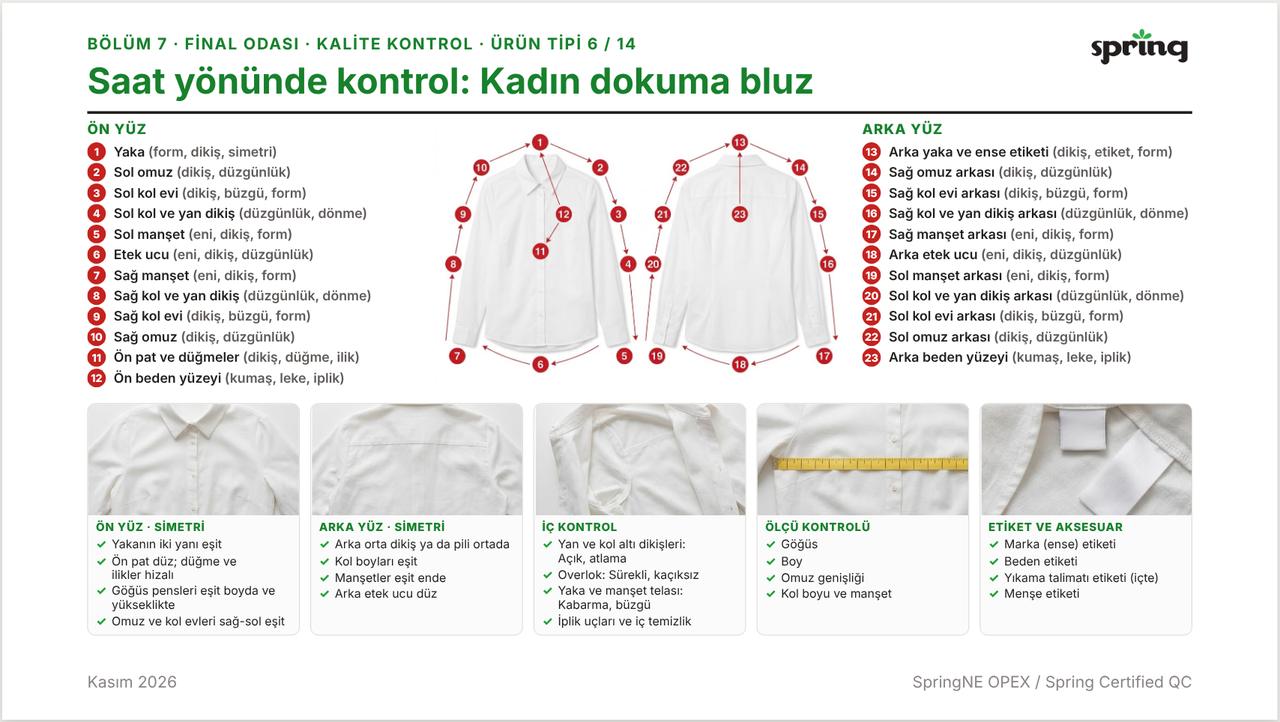 BÖLÜM 7 · FİNAL ODASI · KALİTE KONTROL · ÜRÜN TİPİ 6 / 14
spring
Saat yönünde kontrol: Kadın dokuma bluz
ÖN YÜZ
1 Yaka (form, dikiş, simetri)
2 Sol omuz (dikiş, düzgünlük)
3 Sol kol evi (dikiş, büzgü, form)
4 Sol kol ve yan dikiş (düzgünlük, dönme)
5 Sol manşet (eni, dikiş, form)
6 Etek ucu (eni, dikiş, düzgünlük)
7 Sağ manşet (eni, dikiş, form)
8 Sağ kol ve yan dikiş (düzgünlük, dönme)
9 Sağ kol evi (dikiş, büzgü, form)
10 Sağ omuz (dikiş, düzgünlük)
11 Ön pat ve düğmeler (dikiş, düğme, ilik)
12 Ön beden yüzeyi (kumaş, leke, iplik)
1
10 2
9 12 3
11
8 4
7 6 5
13
22 14
21 23 15
20 16
19 18 17
ARKA YÜZ
13 Arka yaka ve ense etiketi (dikiş, etiket, form)
14 Sağ omuz arkası (dikiş, düzgünlük)
15 Sağ kol evi arkası (dikiş, büzgü, form)
16 Sağ kol ve yan dikiş arkası (düzgünlük, dönme)
17 Sağ manşet arkası (eni, dikiş, form)
18 Arka etek ucu (eni, dikiş, düzgünlük)
19 Sol manşet arkası (eni, dikiş, form)
20 Sol kol ve yan dikiş arkası (düzgünlük, dönme)
21 Sol kol evi arkası (dikiş, büzgü, form)
22 Sol omuz arkası (dikiş, düzgünlük)
23 Arka beden yüzeyi (kumaş, leke, iplik)
ÖN YÜZ · SİMETRİ
✓ Yakanın iki yanı eşit
✓ Ön pat düz; düğme ve
ilikler hizalı
✓ Göğüs pensleri eşit boyda ve
yükseklikte
✓ Omuz ve kol evleri sağ-sol eşit
ARKA YÜZ · SİMETRİ
✓ Arka orta dikiş ya da pili ortada
✓ Kol boyları eşit
✓ Manşetler eşit ende
✓ Arka etek ucu düz
İÇ KONTROL
✓ Yan ve kol altı dikişleri:
Açık, atlama
✓ Overlok: Sürekli, kaçıksız
✓ Yaka ve manşet telası:
Kabarma, büzgü
✓ İplik uçları ve iç temizlik
ÖLÇÜ KONTROLÜ
✓ Göğüs
✓ Boy
✓ Omuz genişliği
✓ Kol boyu ve manşet
ETİKET VE AKSESUAR
✓ Marka (ense) etiketi
✓ Beden etiketi
✓ Yıkama talimatı etiketi (içte)
✓ Menşe etiketi
Kasım 2026
SpringNE OPEX / Spring Certified QC